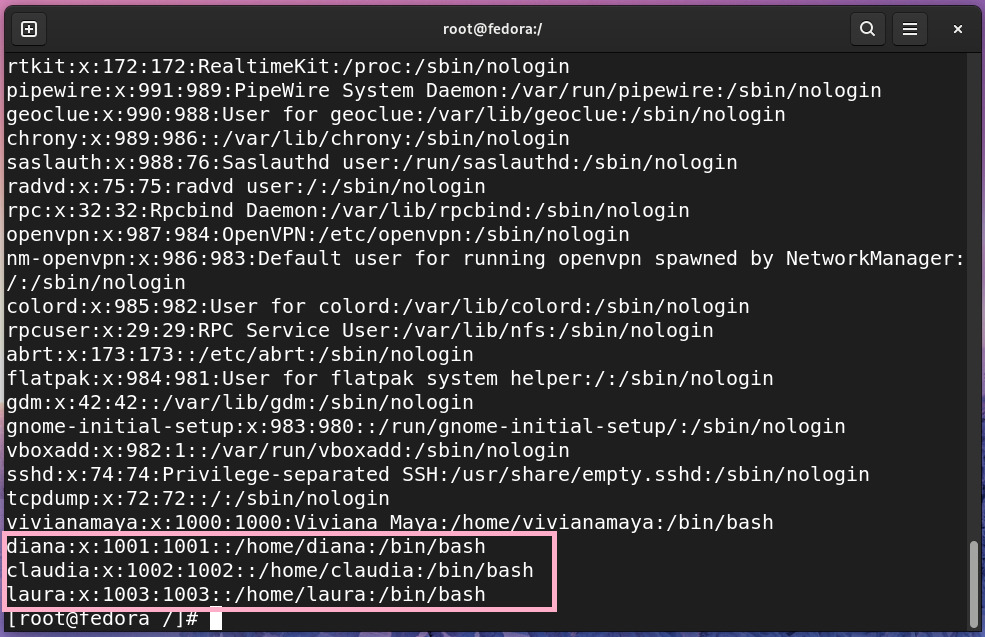 root@fedora:/
rtkit:x:172:172:RealtimeKit:/proc:/sbin/nologin
pipewire:x:991:989:PipeWire System Daemon:/var/run/pipewire:/sbin/nologin
geoclue:x:990:988:User for geoclue:/var/lib/geoclue:/sbin/nologin
chrony:x:989:986::/var/lib/chrony:/sbin/nologin
saslauth:x:988:76:Saslauthd user:/run/saslauthd:/sbin/nologin
radvd:x:75:75:radvd user:/:/sbin/nologin
rpc:x:32:32:Rpcbind Daemon:/var/lib/rpcbind:/sbin/nologin
openvpn:x:987:984:OpenVPN:/etc/openvpn:/sbin/nologin
nm-openvpn:x:986:983:Default user for running openvpn spawned by NetworkManager:
/:/sbin/nologin
colord:x:985:982:User for colord:/var/lib/colord:/sbin/nologin
rpcuser:x:29:29:RPC Service User:/var/lib/nfs:/sbin/nologin
abrt:x:173:173::/etc/abrt:/sbin/nologin
flatpak:x:984:981:User for flatpak system helper:/:/sbin/nologin
gdm:x:42:42::/var/lib/gdm:/sbin/nologin
gnome-initial-setup:x:983:980::/run/gnome-initial-setup/:/sbin/nologin
vboxadd:x:982:1::/var/run/vboxadd:/sbin/nologin
sshd:x:74:74:Privilege-separated SSH:/usr/share/empty.sshd:/sbin/nologin
tcpdump:x:72:72::/:/sbin/nologin
vivianamaya:x:1000:1000:Viviana Maya:/home/vivianamaya:/bin/bash
diana:x:1001:1001::/home/diana:/bin/bash
claudia:x:1002:1002::/home/claudia:/bin/bash
laura:x:1003:1003::/home/laura:/bin/bash
[root@fedora /]#